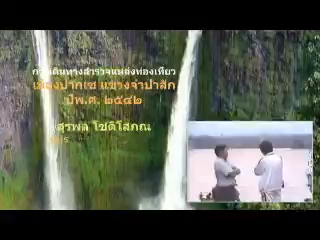 การเดินทางสำรวจแหล่งท่องเที่ยว
เมืองปากเซ แขวงจำปาสัก
ปีพ.ศ. ๒๕๔๒
สุรพล โชติโสภณ